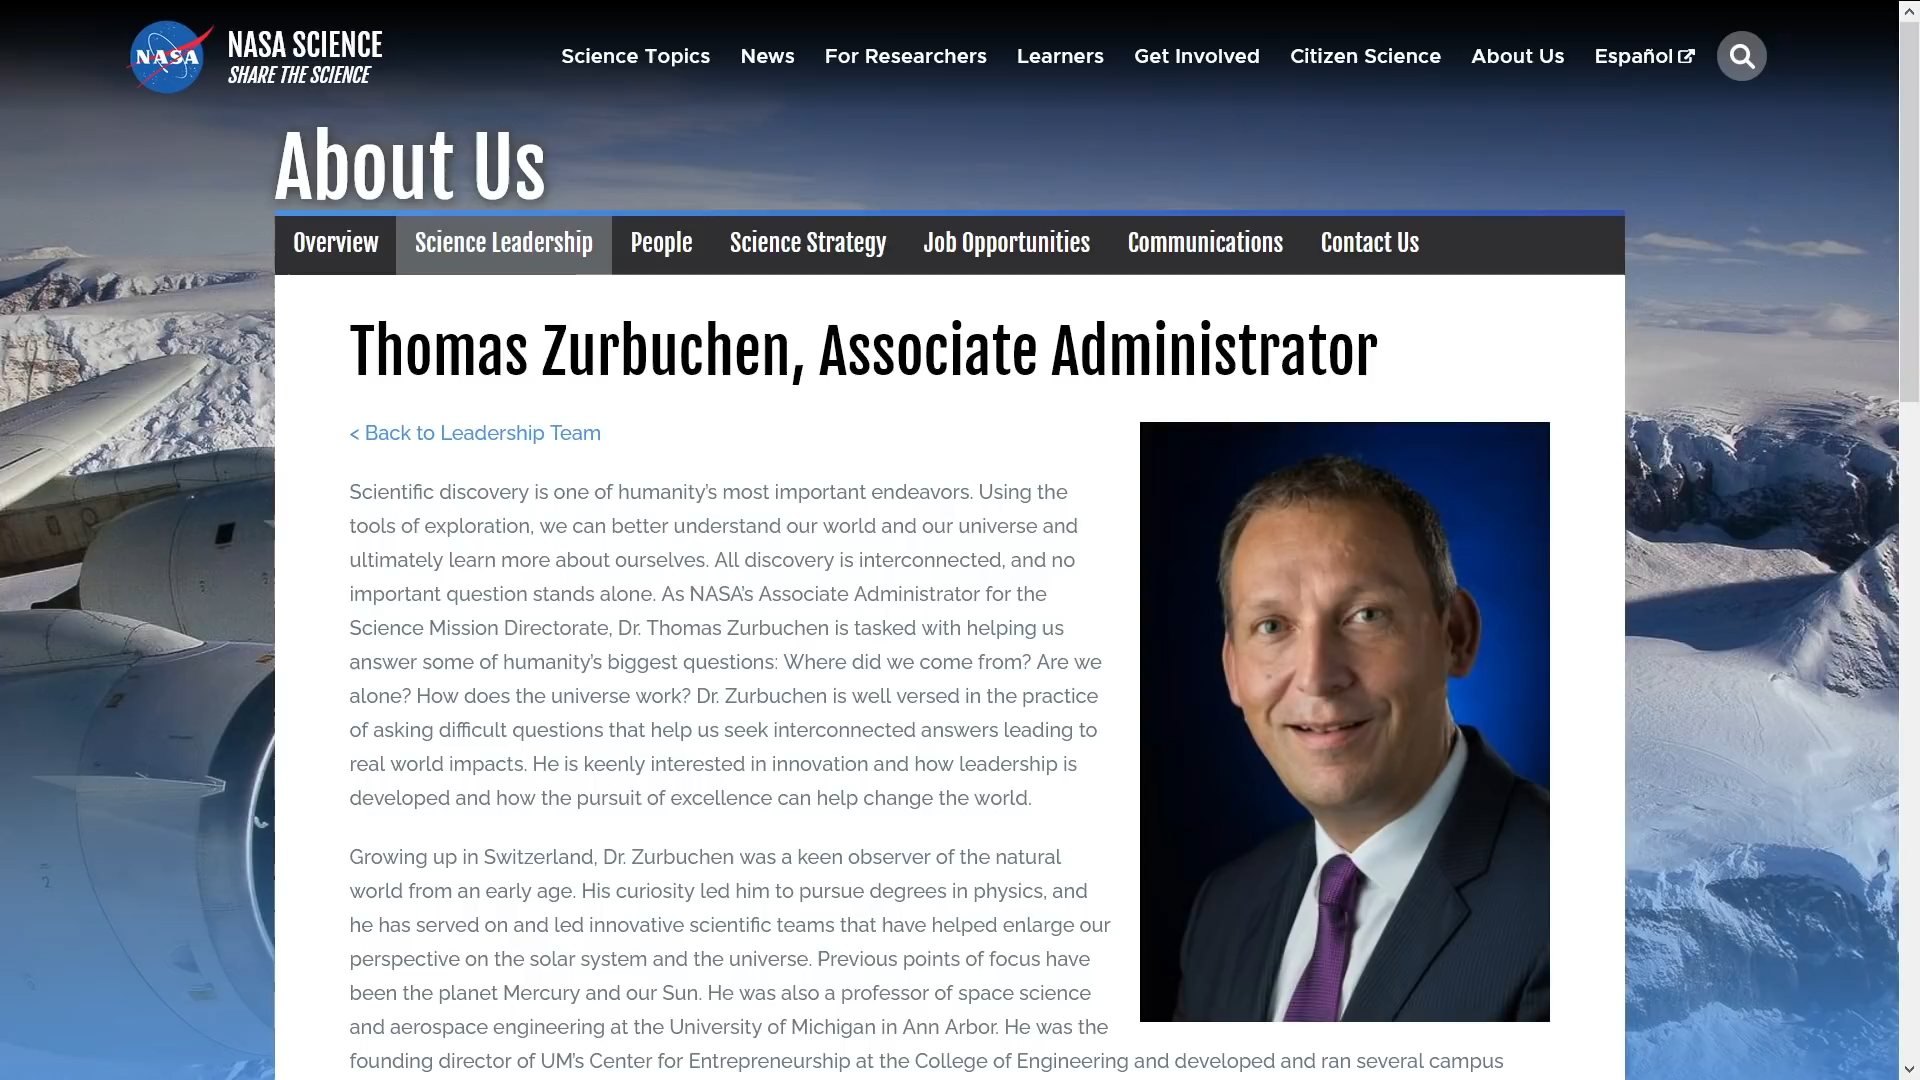 NASA
NASA SCIENCE
SHARE THE SCIENCE
Science Topics
News
For Researchers
Learners
Get Involved
Citizen Science
About Us
Español
About Us
Overview
Science Leadership
People
Science Strategy
Job Opportunities
Communications
Contact Us
Thomas Zurbuchen, Associate Administrator
< Back to Leadership Team
Scientific discovery is one of humanity's most important endeavors. Using the
tools of exploration, we can better understand our world and our universe and
ultimately learn more about ourselves. All discovery is interconnected, and no
important question stands alone. As NASA's Associate Administrator for the
Science Mission Directorate, Dr. Thomas Zurbuchen is tasked with helping us
answer some of humanity's biggest questions: Where did we come from? Are we
alone? How does the universe work? Dr. Zurbuchen is well versed in the practice
of asking difficult questions that help us seek interconnected answers leading to
real world impacts. He is keenly interested in innovation and how leadership is
developed and how the pursuit of excellence can help change the world.
Growing up in Switzerland, Dr. Zurbuchen was a keen observer of the natural
world from an early age. His curiosity led him to pursue degrees in physics, and
he has served on and led innovative scientific teams that have helped enlarge our
perspective on the solar system and the universe. Previous points of focus have
been the planet Mercury and our Sun. He was also a professor of space science
and aerospace engineering at the University of Michigan in Ann Arbor. He was the
founding director of UM's Center for Entrepreneurship at the College of Engineering and developed and ran several campus